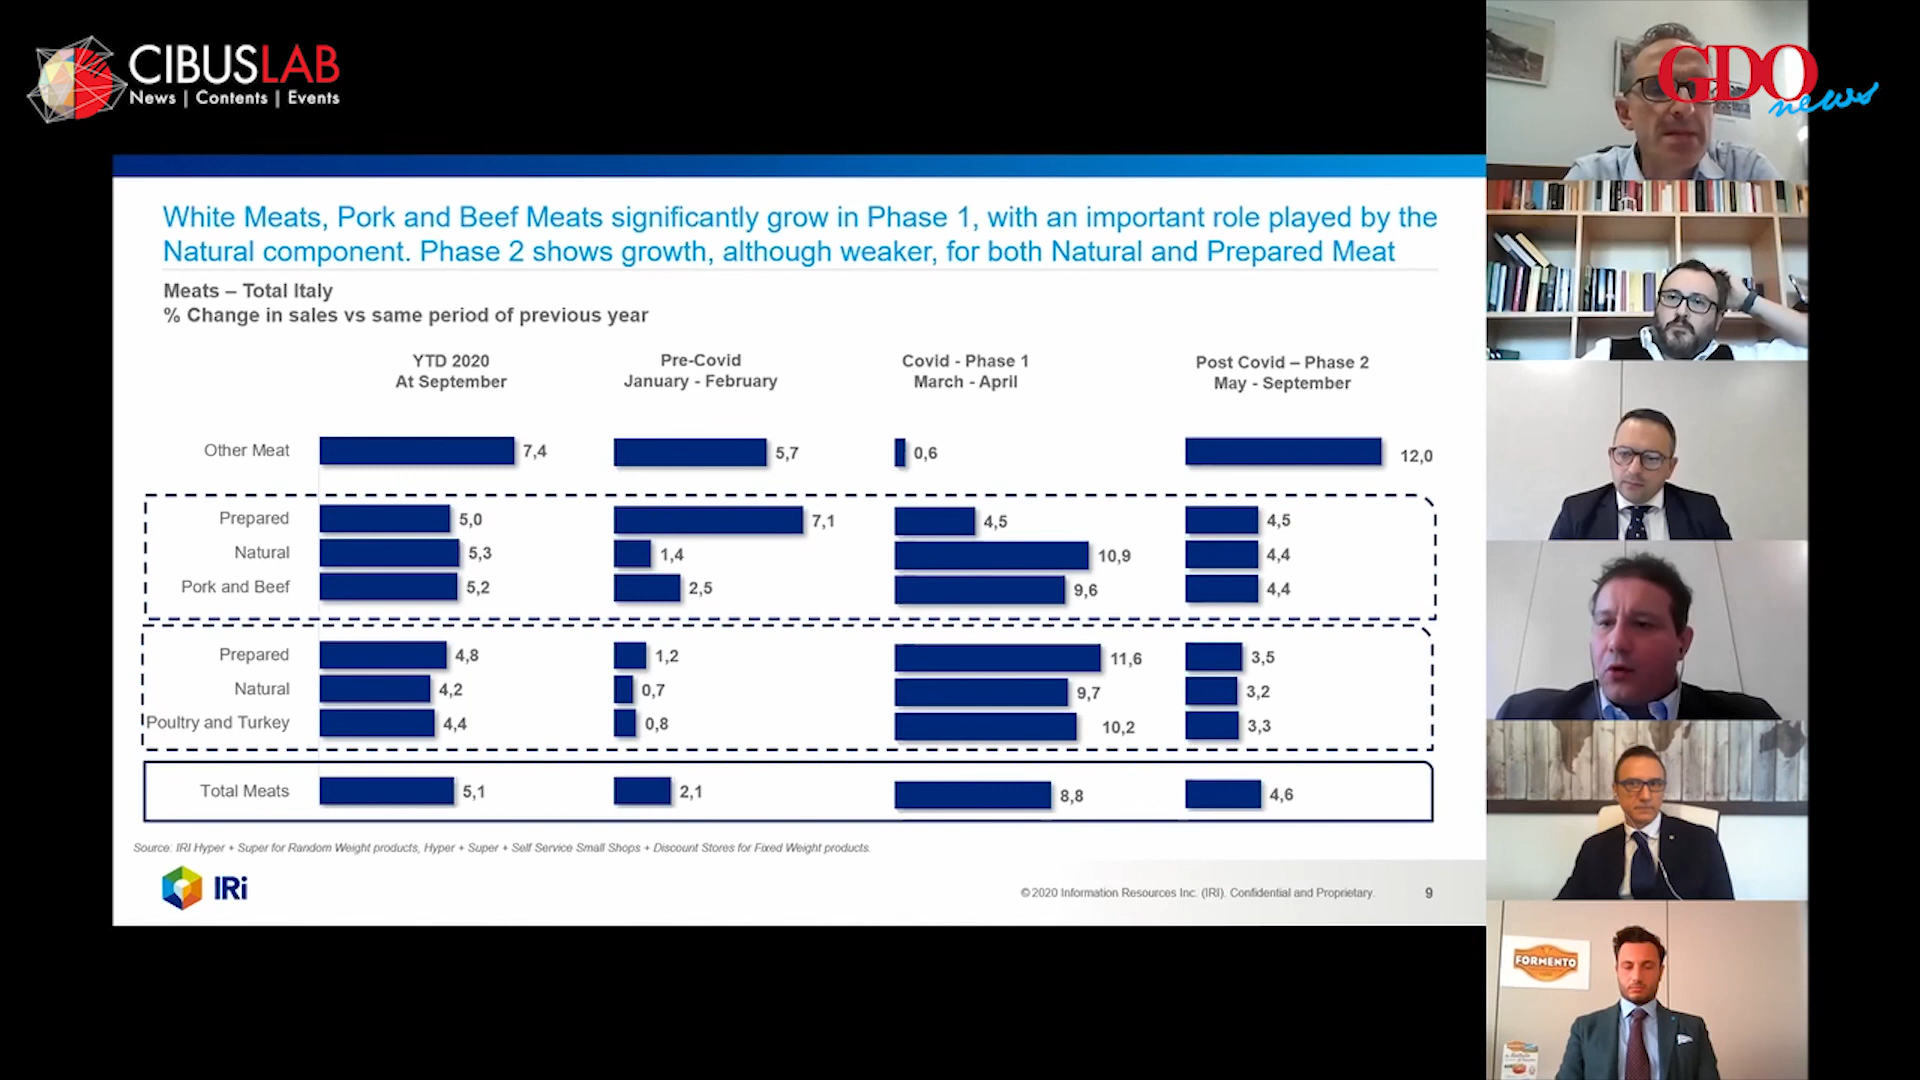 CIBUSLAB
News | Contents | Events
GDO
news
White Meats, Pork and Beef Meats significantly grow in Phase 1, with an important role played by the
Natural component. Phase 2 shows growth, although weaker, for both Natural and Prepared Meat
Meats – Total Italy
% Change in sales vs same period of previous year
YTD 2020
At September
Pre-Covid
January - February
Covid - Phase 1
March - April
Post Covid – Phase 2
May - September
Other Meat 7,4 5,7 0,6 12,0
Prepared 5,0 7,1 4,5 4,5
Natural 5,3 1,4 10,9 4,4
Pork and Beef 5,2 2,5 9,6 4,4
Prepared 4,8 1,2 11,6 3,5
Natural 4,2 0,7 9,7 3,2
Poultry and Turkey 4,4 0,8 10,2 3,3
Total Meats 5,1 2,1 8,8 4,6
Source: IRI Hyper + Super for Random Weight products, Hyper + Super + Self Service Small Shops + Discount Stores for Fixed Weight products.
IRi
© 2020 Information Resources Inc. (IRI). Confidential and Proprietary.
9
FORMENTO